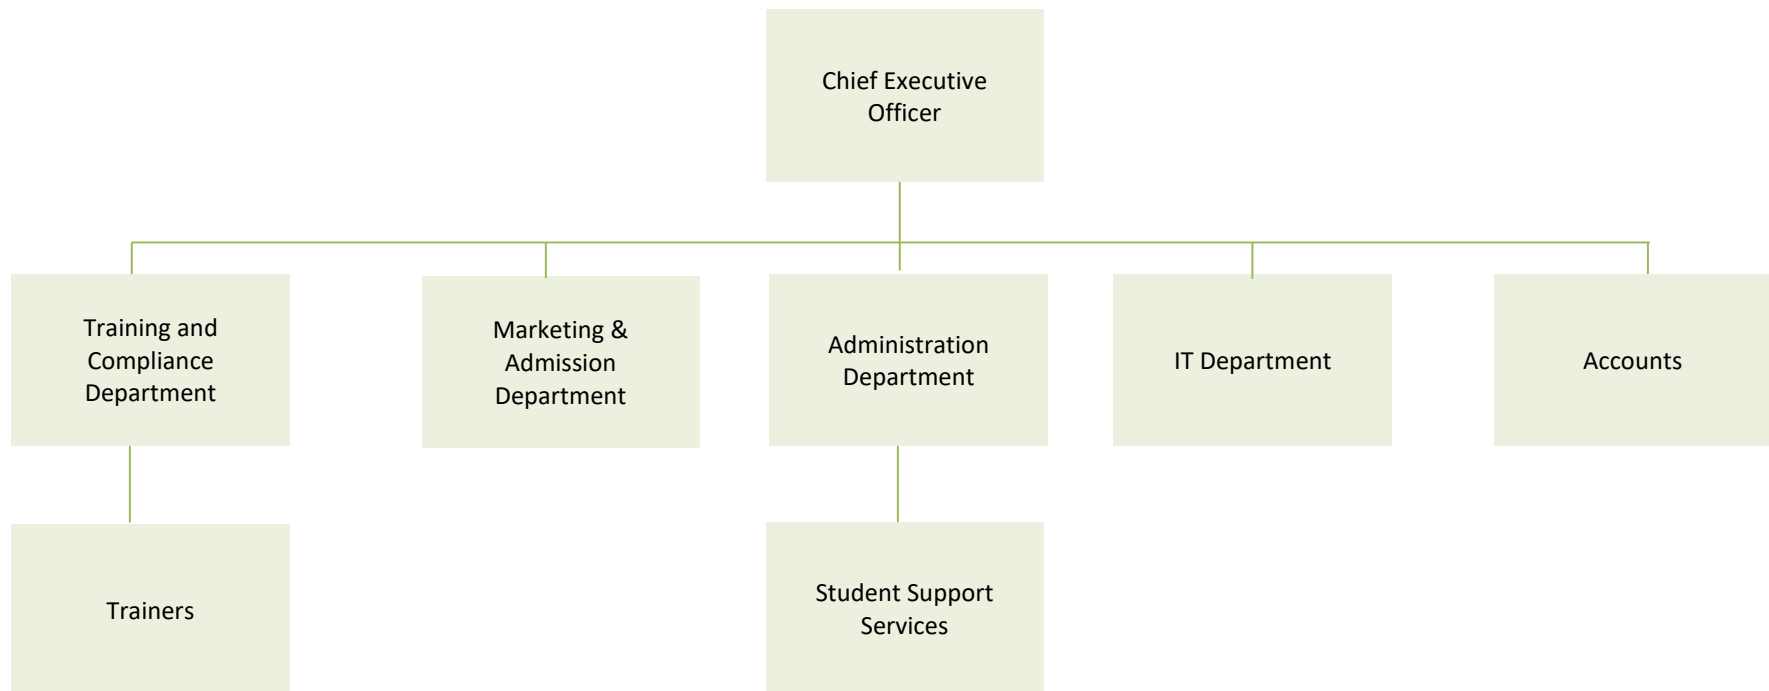 Chief Executive
Officer
Training and
Compliance
Department
Marketing &
Admission
Department
Administration
Department
IT Department
Accounts
Trainers
Student Support
Services